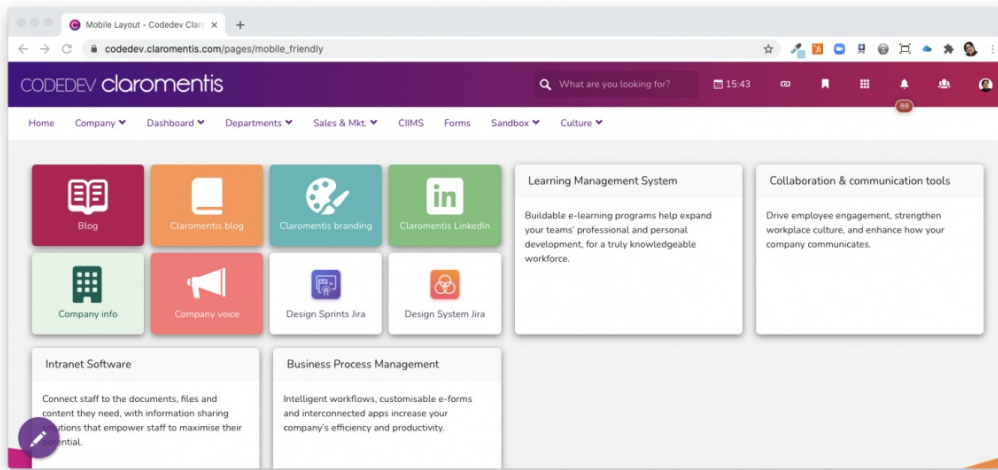 Mobile Layout - Codedev Claro
codedev.claromentis.com/pages/mobile_friendly
CODEDEV claromentis
What are you looking for?
15:43
88
Home Company Dashboard Departments Sales & Mkt. CIIMS Forms Sandbox Culture
Blog
Claromentis blog
Claromentis branding
in
Claromentis LinkedIn
Company info
Company voice
Design Sprints Jira
Design System Jira
Learning Management System
Buildable e-learning programs help expand
your teams' professional and personal
development, for a truly knowledgeable
workforce.
Collaboration & communication tools
Drive employee engagement, strengthen
workplace culture, and enhance how your
company communicates.
Intranet Software
Connect staff to the documents, files and
content they need, with information sharing
that empower staff to maximise their
Business Process Management
Intelligent workflows, customisable e-forms
and interconnected apps increase your
company's efficiency and productivity.